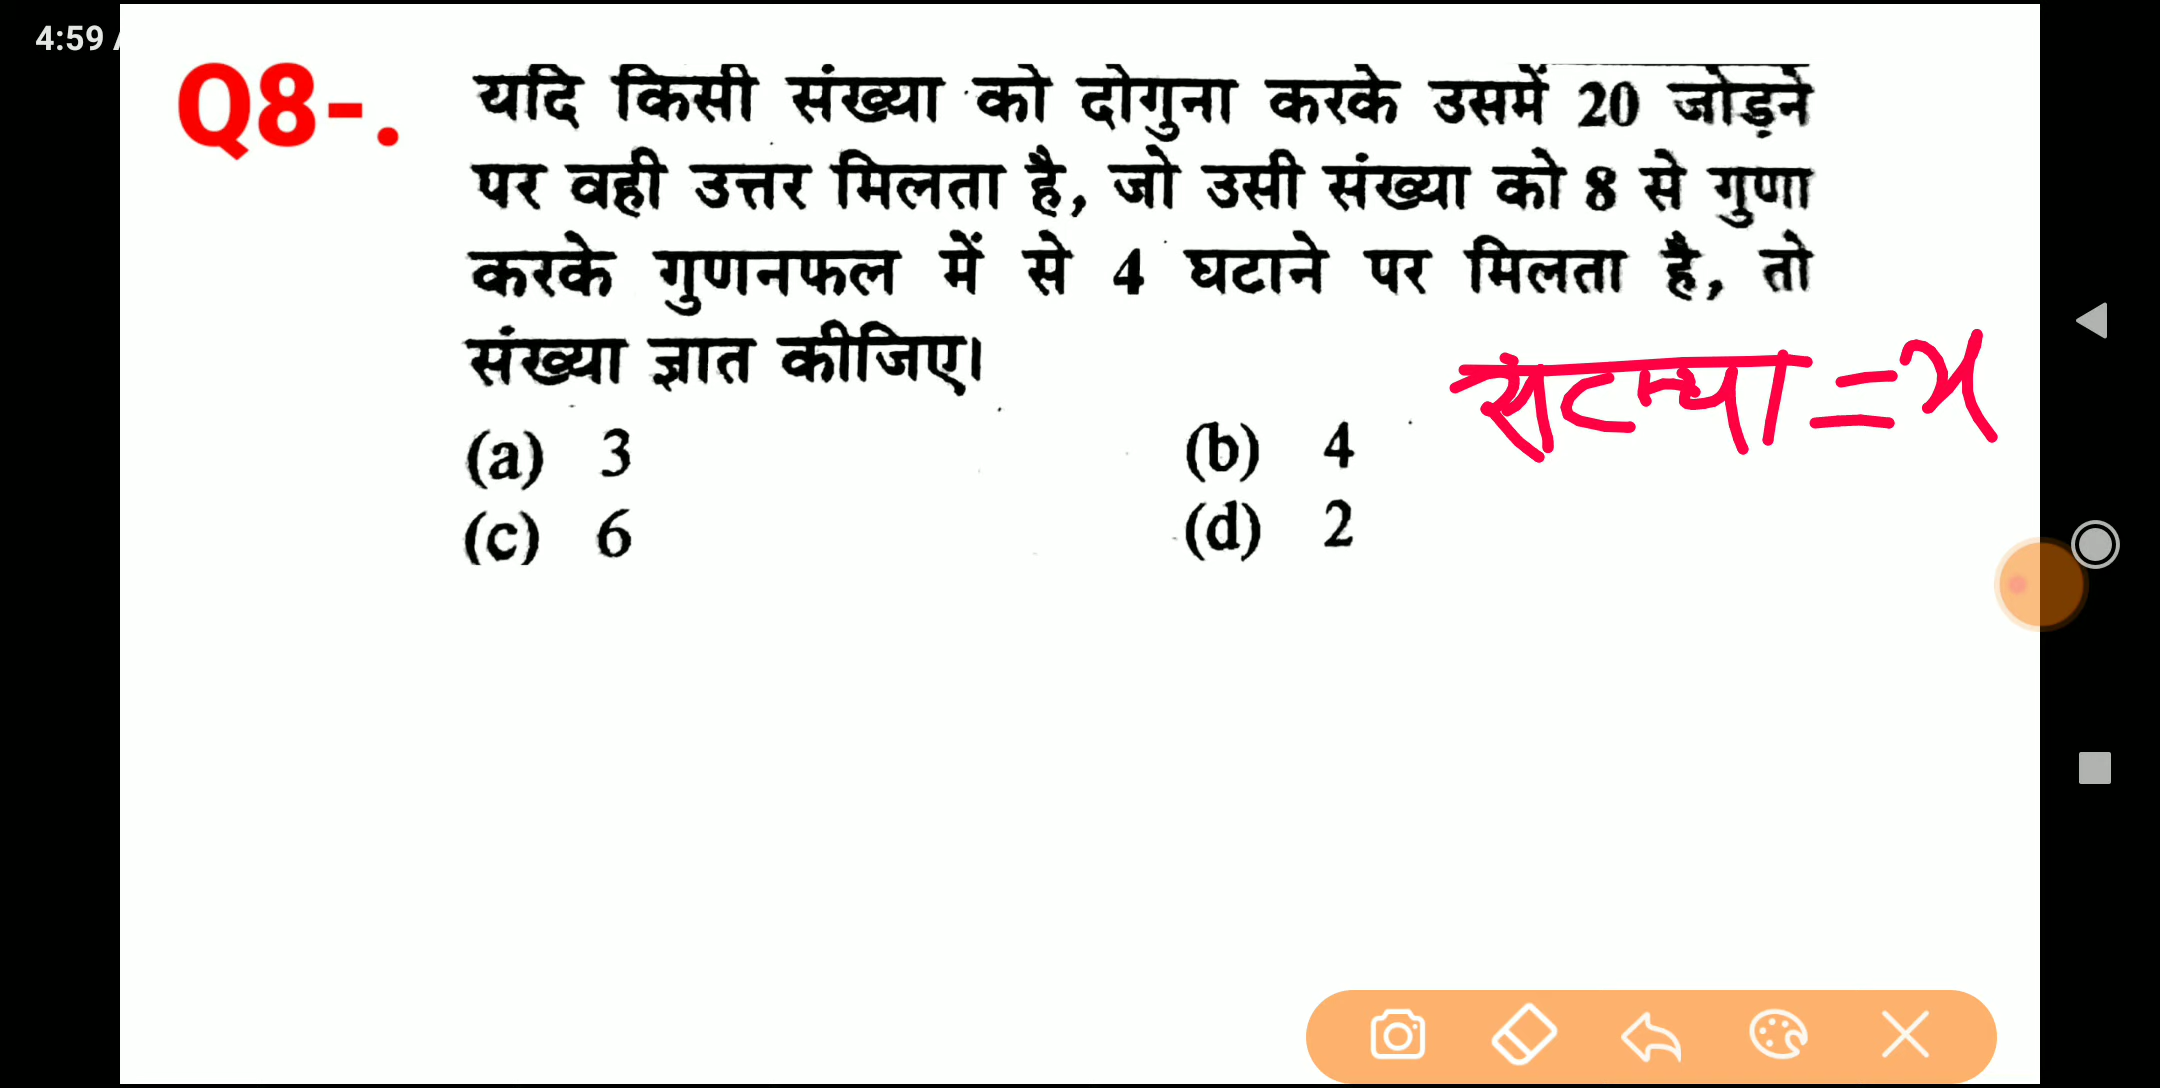 4:59
Q8-. यदि किसी संख्या को दोगुना करके उसमें 20 जोड़ने
पर वही उत्तर मिलता है, जो उसी संख्या को 8 से गुणा
करके गुणनफल में से 4 घटाने पर मिलता है, तो
संख्या ज्ञात कीजिए।
= x
(a) 3 (b) 4
(c) 6 (d) 2